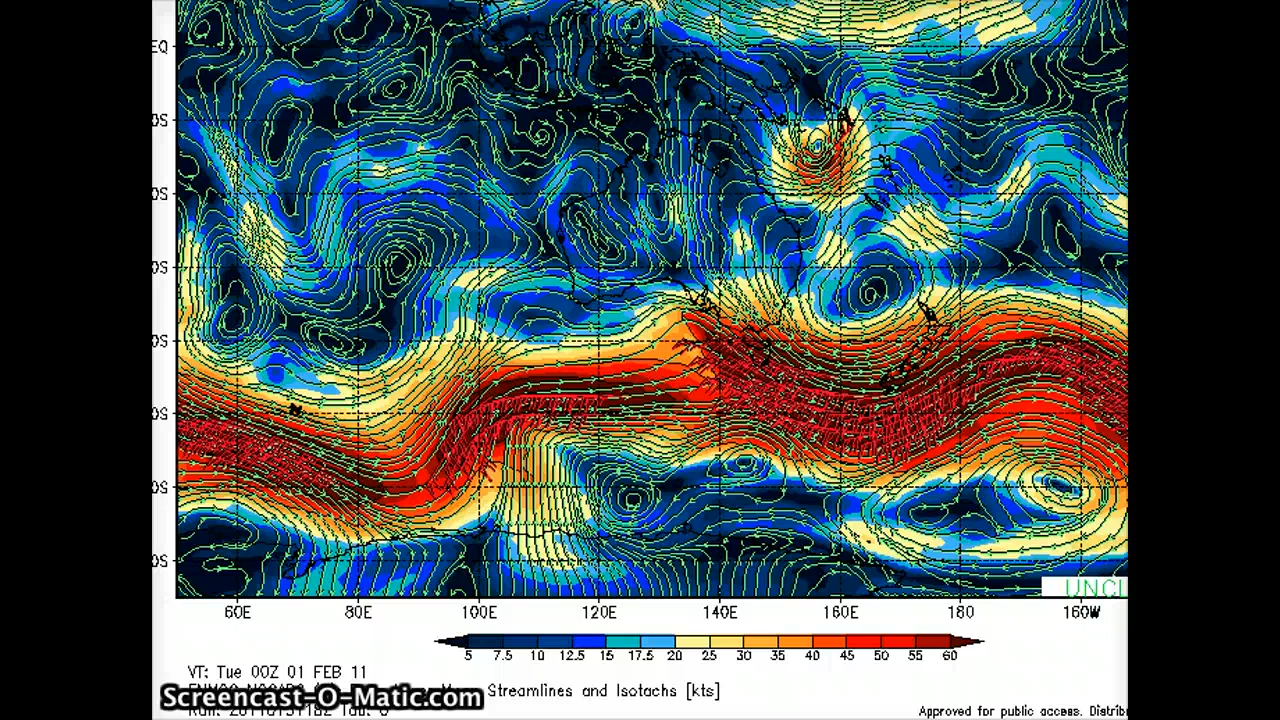 EQ
0S
0S
0S
0S
0S
0S
0S
UNCL
60E 80E 100E 120E 140E 160E 180 160W
5 7.5 10 12.5 15 17.5 20 25 30 35 40 45 50 55 60
VT: Tue 00Z 01 FEB 11
Streamlines and Isotachs [kts]
Screencast-O-Matic.com
Approved for public access. Distrib